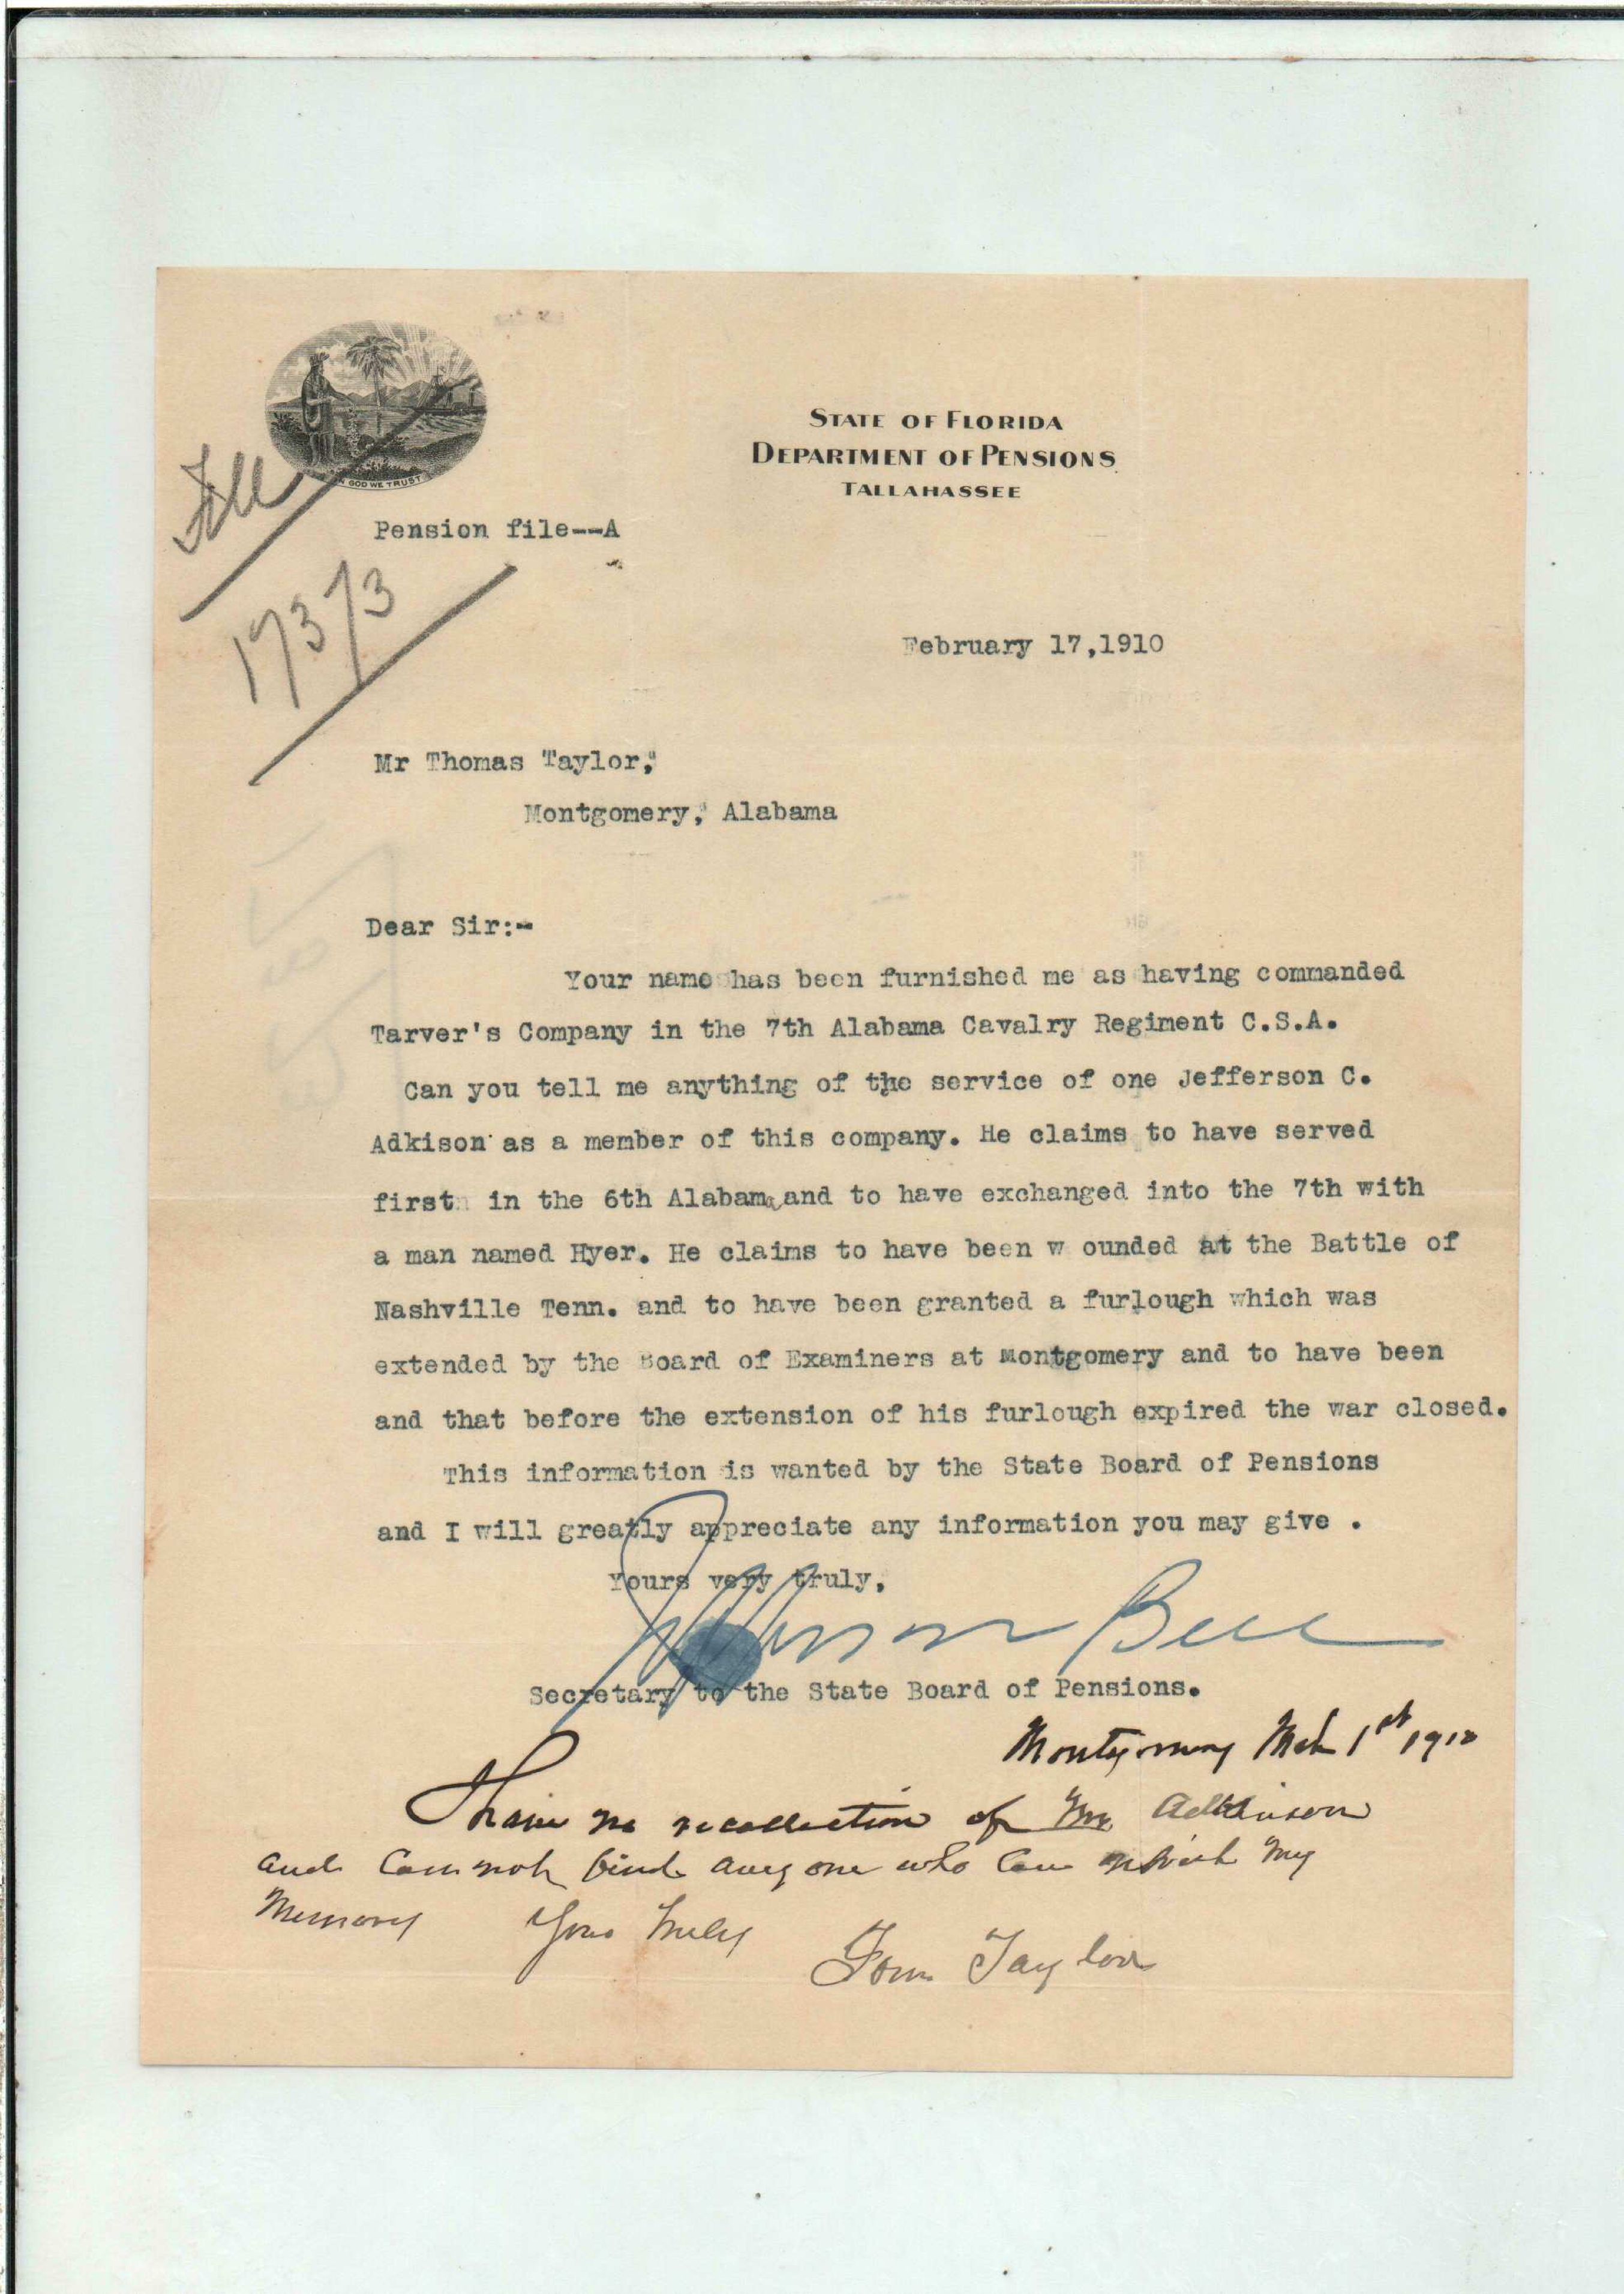 IN GOD WE TRUST
STATE OF FLORIDA
DEPARTMENT OF PENSIONS
TALLAHASSEE
File
17373
Pension file--A
February 17,1910
Mr Thomas Taylor,
Montgomery, Alabama
Dear Sir:-
Your name has been furnished me as having commanded
Tarver's Company in the 7th Alabama Cavalry Regiment C.S.A.
Can you tell me anything of the service of one Jefferson C.
Adkison as a member of this company. He claims to have served
first in the 6th Alabama and to have exchanged into the 7th with
a man named Hyer. He claims to have been w ounded at the Battle of
Nashville Tenn. and to have been granted a furlough which was
extended by the Board of Examiners at Montgomery and to have been
and that before the extension of his furlough expired the war closed.
This information is wanted by the State Board of Pensions
and I will greatly appreciate any information you may give .
Yours very truly,
Jefferson Bell
Secretary to the State Board of Pensions.
Montgomery Mch 1st 1910
I have no recollection of Mr Adkinson
and cannot find any one who can refresh my
Memory Yours Truly
Tom Taylor